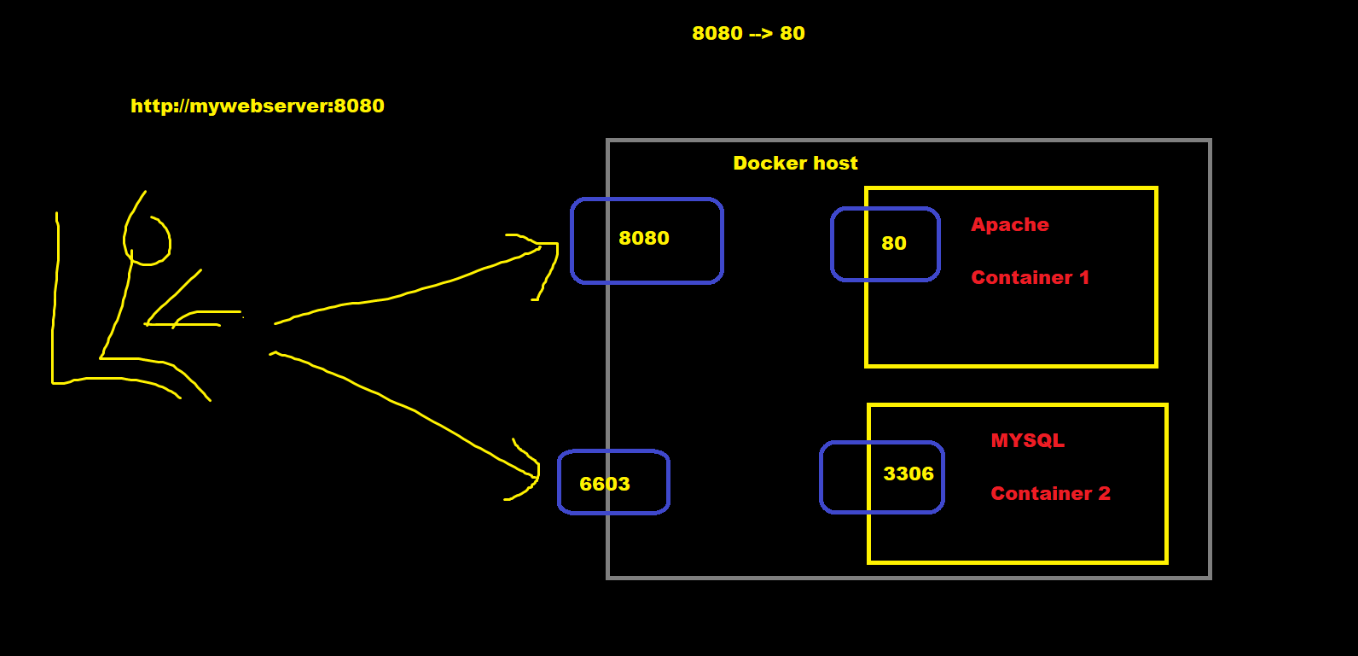 8080 --> 80
http://mywebserver:8080
Docker host
8080
80
Apache
Container 1
6603
3306
MYSQL
Container 2